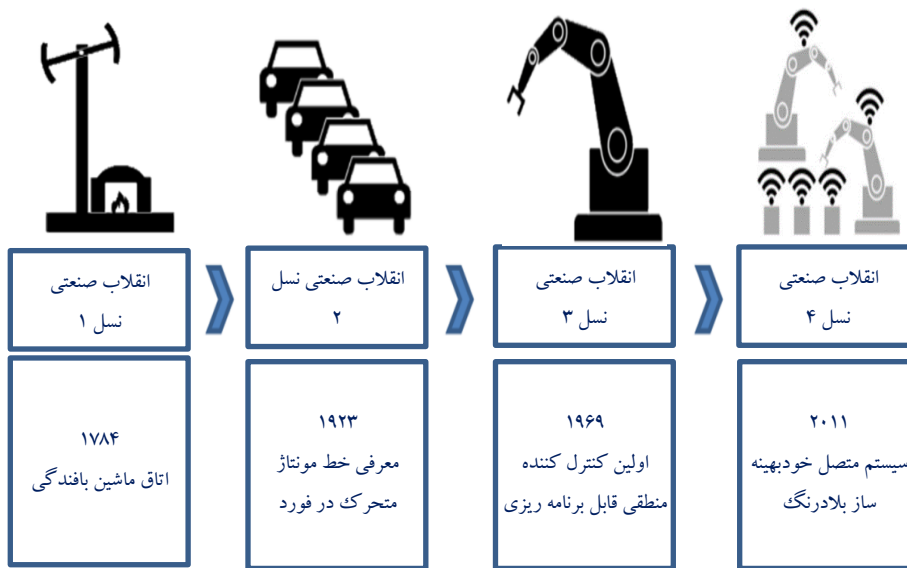 انقلاب صنعتی
نسل ۱
انقلاب صنعتی نسل
۲
انقلاب صنعتی
نسل ۳
انقلاب صنعتی
نسل ۴
۱۷۸۴
اتاق ماشین بافندگی
۱۹۲۳
معرفی خط مونتاژ
متحرک در فورد
۱۹۶۹
اولین کنترل کننده
منطقی قابل برنامه ریزی
۲۰۱۱
سیستم متصل خودبهینه
ساز بلادرنگ